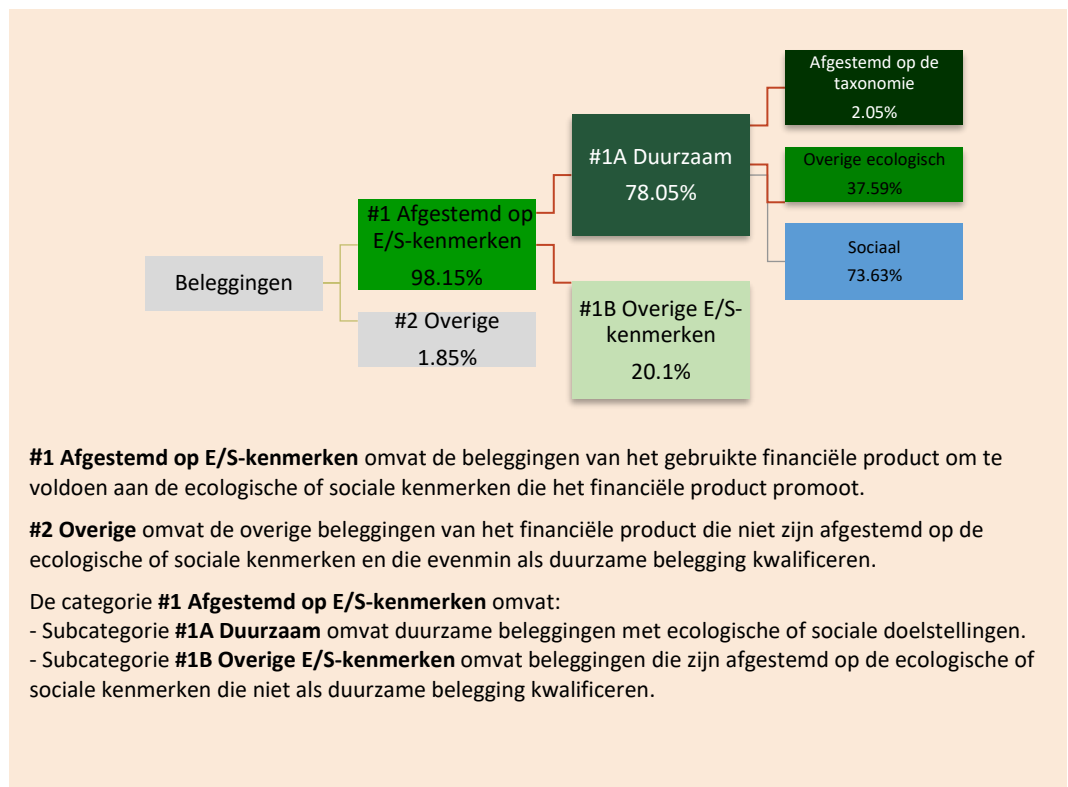 Beleggingen
#1 Afgestemd op
E/S-kenmerken
98.15%
#2 Overige
1.85%
#1A Duurzaam
78.05%
#1B Overige E/S-
kenmerken
20.1%
Afgestemd op de
taxonomie
2.05%
Overige ecologisch
37.59%
Sociaal
73.63%
#1 Afgestemd op E/S-kenmerken omvat de beleggingen van het gebruikte financiële product om te
voldoen aan de ecologische of sociale kenmerken die het financiële product promoot.
#2 Overige omvat de overige beleggingen van het financiële product die niet zijn afgestemd op de
ecologische of sociale kenmerken en die evenmin als duurzame belegging kwalificeren.
De categorie #1 Afgestemd op E/S-kenmerken omvat:
- Subcategorie #1A Duurzaam omvat duurzame beleggingen met ecologische of sociale doelstellingen.
- Subcategorie #1B Overige E/S-kenmerken omvat beleggingen die zijn afgestemd op de ecologische of
sociale kenmerken die niet als duurzame belegging kwalificeren.